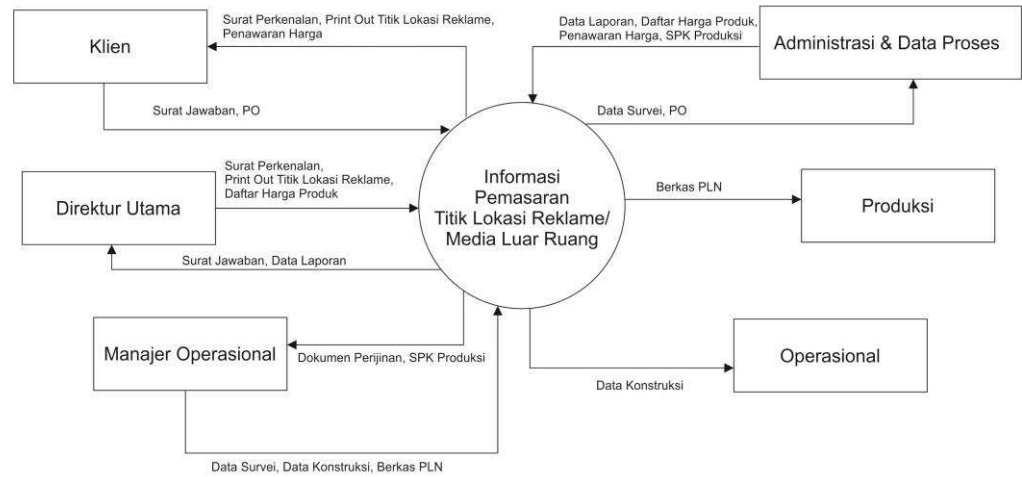 Surat Perkenalan, Print Out Titik Lokasi Reklame,
Penawaran Harga
Klien
Surat Jawaban, PO
Data Laporan, Daftar Harga Produk,
Penawaran Harga, SPK Produksi
Administrasi & Data Proses
Data Survei, PO
Surat Perkenalan,
Print Out Titik Lokasi Reklame,
Daftar Harga Produk
Direktur Utama
Surat Jawaban, Data Laporan
Informasi
Pemasaran
Titik Lokasi Reklame/
Media Luar Ruang
Berkas PLN
Produksi
Manajer Operasional
Dokumen Perijinan, SPK Produksi
Data Survei, Data Konstruksi, Berkas PLN
Operasional
Data Konstruksi